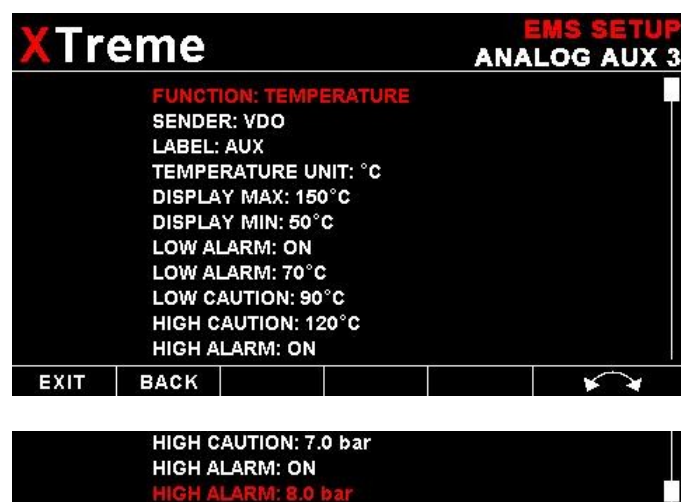 XTreme
EMS SETUP
ANALOG AUX 3
FUNCTION: TEMPERATURE
SENDER: VDO
LABEL: AUX
TEMPERATURE UNIT: °C
DISPLAY MAX: 150°C
DISPLAY MIN: 50°C
LOW ALARM: ON
LOW ALARM: 70°C
LOW CAUTION: 90°C
HIGH CAUTION: 120°C
HIGH ALARM: ON
EXIT BACK
HIGH CAUTION: 7.0 bar
HIGH ALARM: ON
HIGH ALARM: 8.0 bar